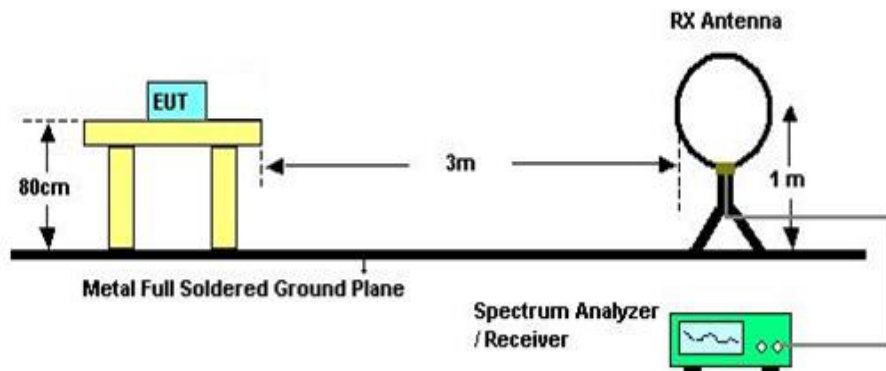 RX Antenna
EUT
80cm
3m
1 m
Metal Full Soldered Ground Plane
Spectrum Analyzer
/ Receiver